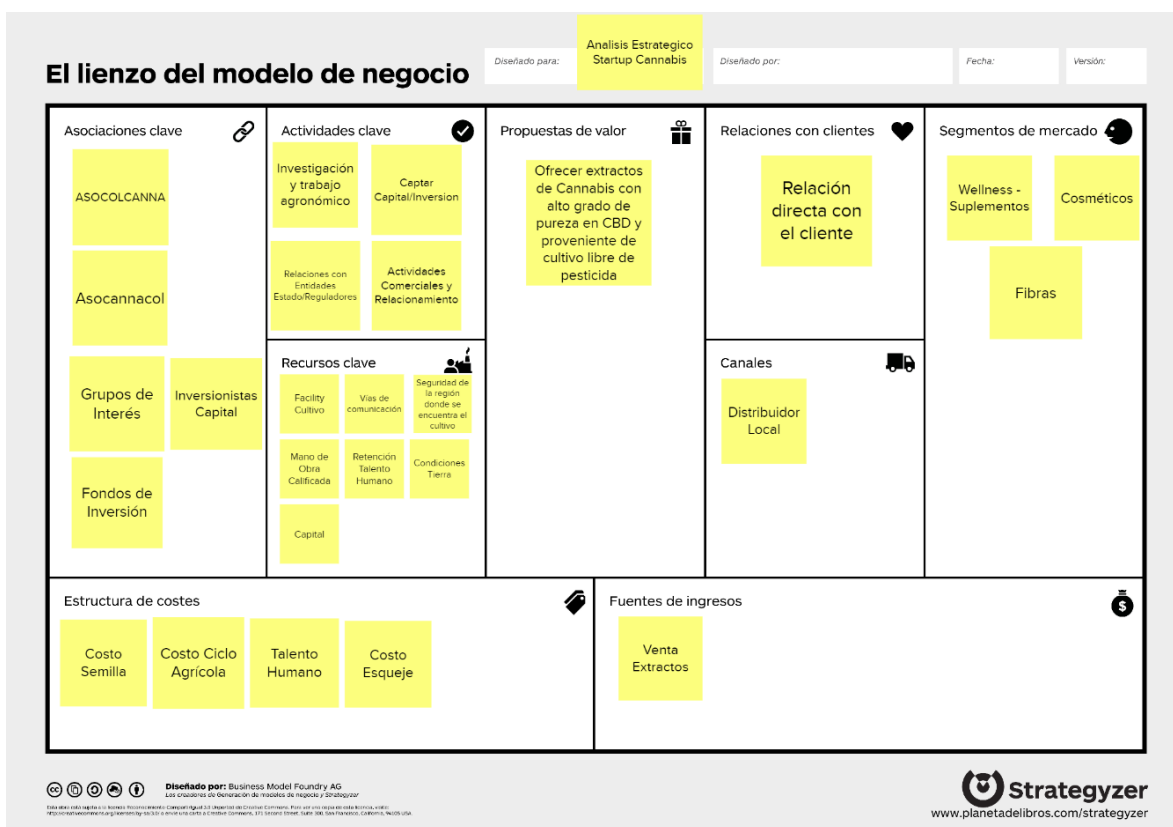 El lienzo del modelo de negocio
Diseñado para:
Analisis Estrategico
Startup Cannabis
Diseñado por:
Fecha:
Versión:
Asociaciones clave
ASOCOLCANNA
Asocannacol
Grupos de
Interés
Inversionistas
Capital
Fondos de
Inversión
Actividades clave
Investigación
y trabajo
agronómico
Captar
Capital/Inversion
Relaciones con
Entidades
Estado/Reguladores
Actividades
Comerciales y
Relacionamiento
Recursos clave
Facility
Cultivo
Vías de
comunicación
Seguridad de
la región
donde se
encuentra el
cultivo
Mano de
Obra
Calificada
Retención
Talento
Humano
Condiciones
Tierra
Capital
Propuestas de valor
Ofrecer extractos
de Cannabis con
alto grado de
pureza en CBD y
proveniente de
cultivo libre de
pesticida
Relaciones con clientes
Relación
directa con
el cliente
Canales
Distribuidor
Local
Segmentos de mercado
Wellness -
Suplementos
Cosméticos
Fibras
Estructura de costes
Costo
Semilla
Costo Ciclo
Agrícola
Talento
Humano
Costo
Esqueje
Fuentes de ingresos
Venta
Extractos
Diseñado por: Business Model Foundry AG
Los creadores de Generación de modelos de negocio y Strategyzer
Strategyzer
www.planetadelibros.com/strategyzer